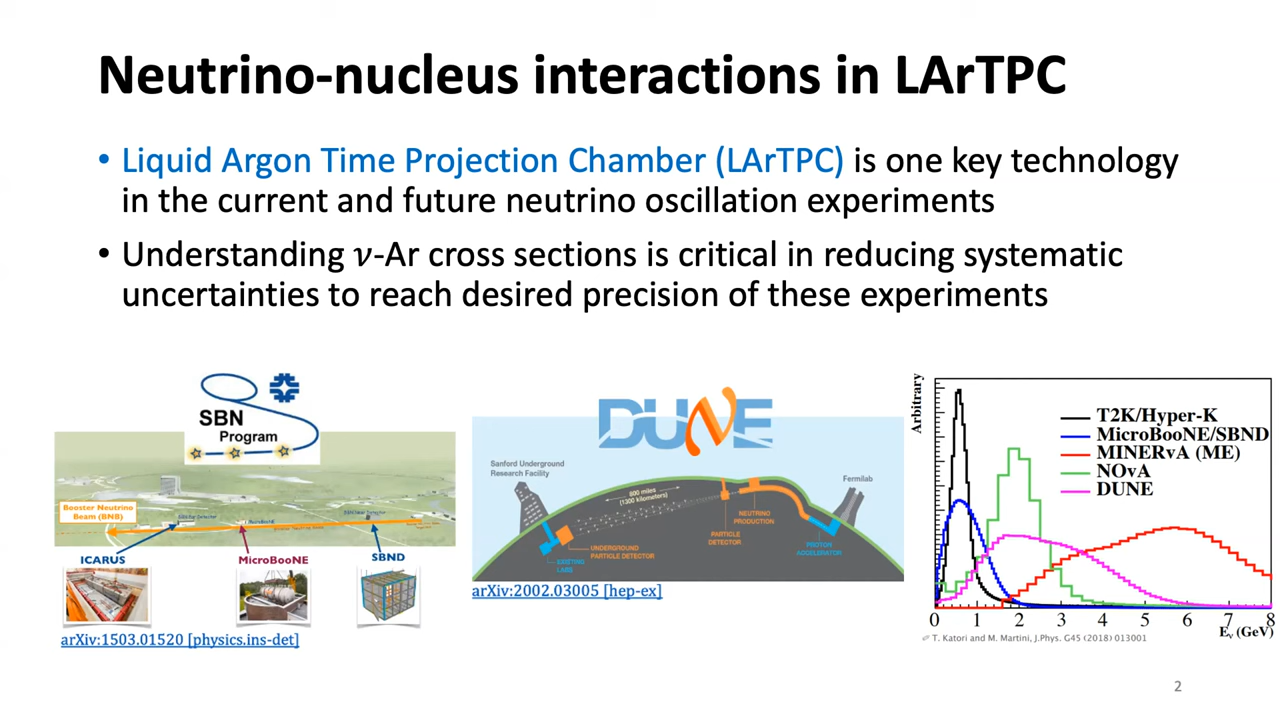 Neutrino-nucleus interactions in LArTPC
• Liquid Argon Time Projection Chamber (LArTPC) is one key technology
in the current and future neutrino oscillation experiments
• Understanding ν-Ar cross sections is critical in reducing systematic
uncertainties to reach desired precision of these experiments
SBN
Program
Booster Neutrino
Beam (BNB)
ICARUS
MicroBooNE
SBND
arXiv:1503.01520 [physics.ins-det]
DUNE
Sanford Underground
Research Facility
Fermilab
800 miles
(1300 kilometers)
NEUTRINO
PRODUCTION
PARTICLE
DETECTOR
PROTON
ACCELERATOR
UNDERGROUND
PARTICLE DETECTOR
EXISTING
LABS
arXiv:2002.03005 [hep-ex]
Arbitrary
T2K/Hyper-K
MicroBooNE/SBND
MINERvA (ME)
NOvA
DUNE
0 1 2 3 4 5 6 7 8
Eν (GeV)
T. Katori and M. Martini, J.Phys. G45 (2018) 013001
2